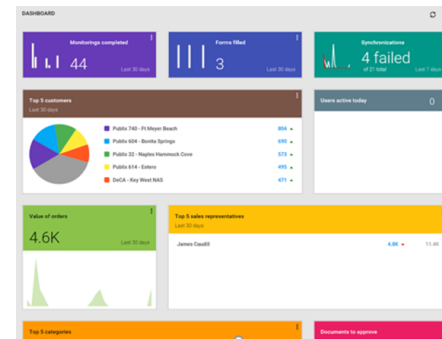 DASHBOARD
Monitorings completed
44
Last 30 days
Forms filled
3
Last 30 days
Synchronizations
4 failed
of 21 total
Last 7 days
Top 5 customers
Last 30 days
Publix 740 - Ft Meyer Beach
804
Publix 604 - Bonita Springs
695
Publix 32 - Naples Hammock Cove
573
Publix 614 - Estero
495
DeCA - Key West NAS
471
Users active today
0
Value of orders
4.6K
Last 30 days
Top 5 sales representatives
Last 30 days
James Caudill
4.6K
11.4K
Top 5 categories
Documents to approve